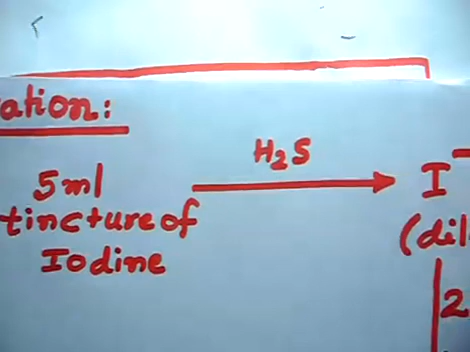 ation:
5ml
tincture of
Iodine
H₂S
I⁻
(dil
2